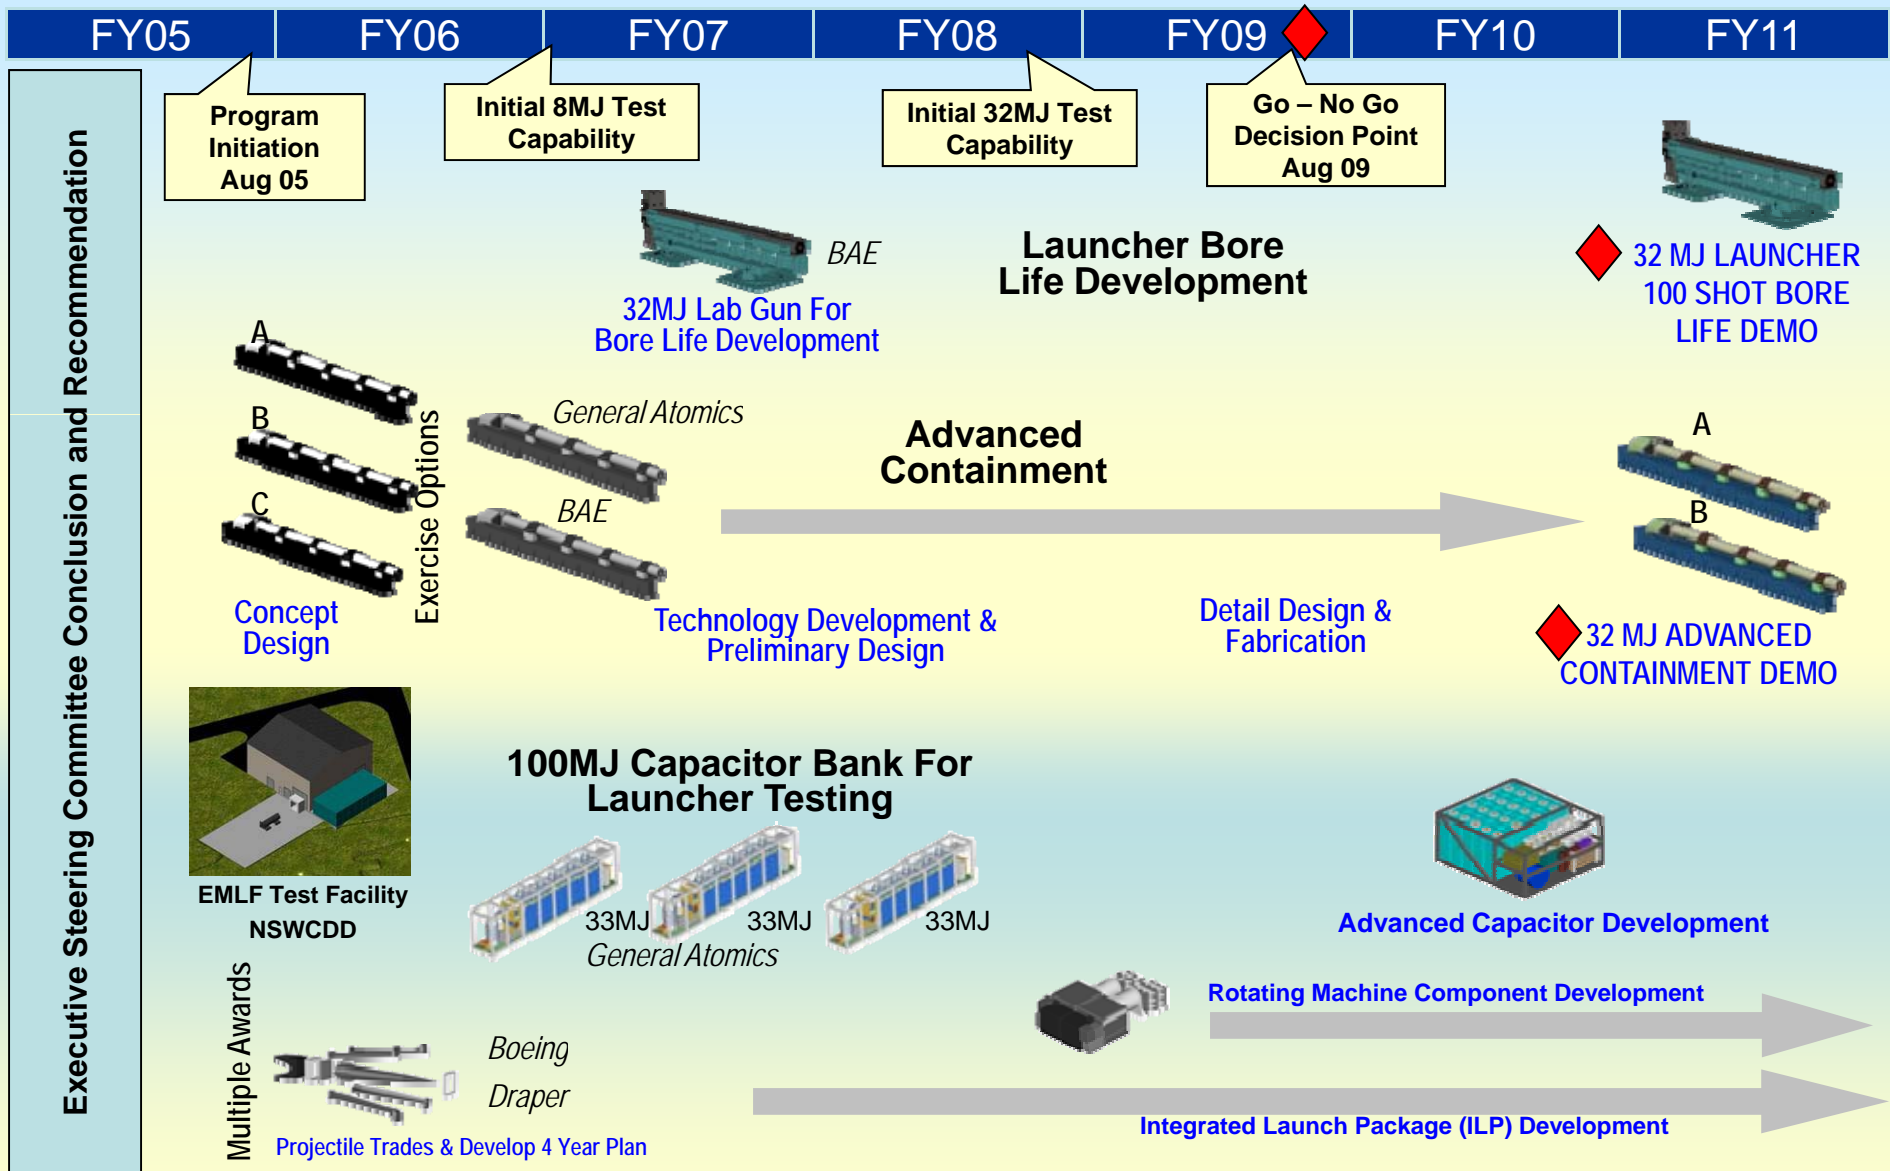 FY05 FY06 FY07 FY08 FY09 FY10 FY11
Executive Steering Committee Conclusion and Recommendation
Program
Initiation
Aug 05
Initial 8MJ Test
Capability
Initial 32MJ Test
Capability
Go – No Go
Decision Point
Aug 09
BAE
32MJ Lab Gun For
Bore Life Development
Launcher Bore
Life Development
32 MJ LAUNCHER
100 SHOT BORE
LIFE DEMO
A
B
C
Concept
Design
Exercise Options
General Atomics
BAE
Advanced
Containment
Technology Development &
Preliminary Design
Detail Design &
Fabrication
A
B
32 MJ ADVANCED
CONTAINMENT DEMO
EMLF Test Facility
NSWCDD
100MJ Capacitor Bank For
Launcher Testing
33MJ 33MJ 33MJ
General Atomics
Advanced Capacitor Development
Rotating Machine Component Development
Multiple Awards
Boeing
Draper
Projectile Trades & Develop 4 Year Plan
Integrated Launch Package (ILP) Development